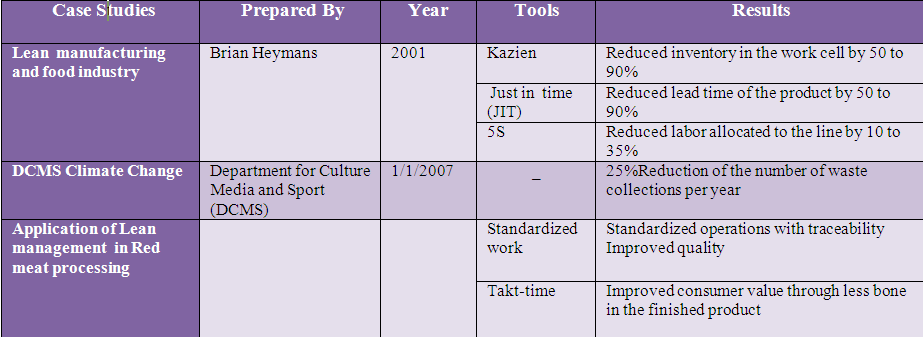 Case Studies Prepared By Year Tools Results
Lean manufacturing
and food industry
Brian Heymans
2001
Kazien
Reduced inventory in the work cell by 50 to
90%
Just in time
(JIT)
Reduced lead time of the product by 50 to
90%
5S
Reduced labor allocated to the line by 10 to
35%
DCMS Climate Change
Department for Culture
Media and Sport
(DCMS)
1/1/2007
_
25%Reduction of the number of waste
collections per year
Application of Lean
management in Red
meat processing
Standardized
work
Standardized operations with traceability
Improved quality
Takt-time
Improved consumer value through less bone
in the finished product